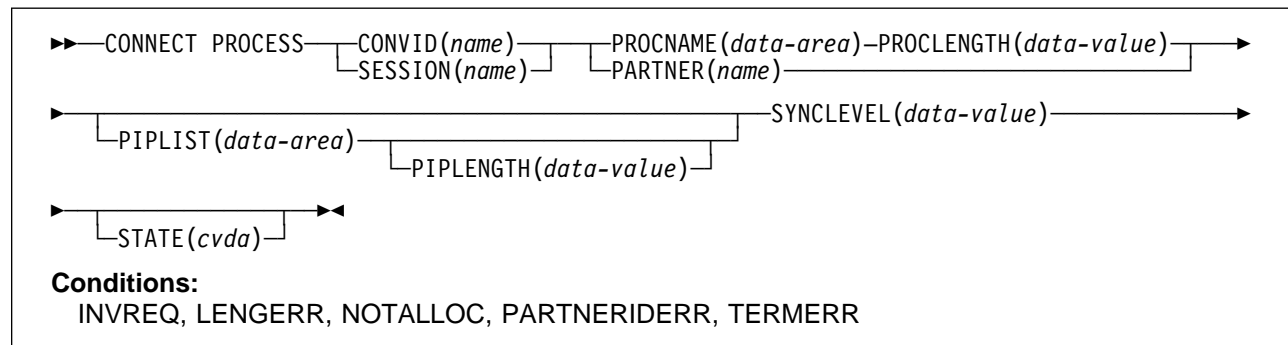 CONNECT PROCESS CONVID(name) PROCNAME(data-area) PROCLENGTH(data-value)
SESSION(name) PARTNER(name)
SYNCLEVEL(data-value)
PIPLIST(data-area)
PIPLENGTH(data-value)
STATE(cvda)
Conditions:
INVREQ, LENGERR, NOTALLOC, PARTNERIDERR, TERMERR